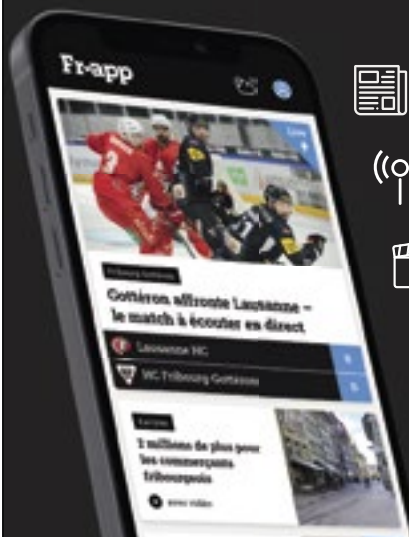 Fr-app
Live
Fribourg Gottéron
Gottéron affronte Lausanne –
le match à écouter en direct
Lausanne HC
HC Fribourg Gottéron
2 millions de plus pour
les commerçants
fribourgeois
avec vidéo